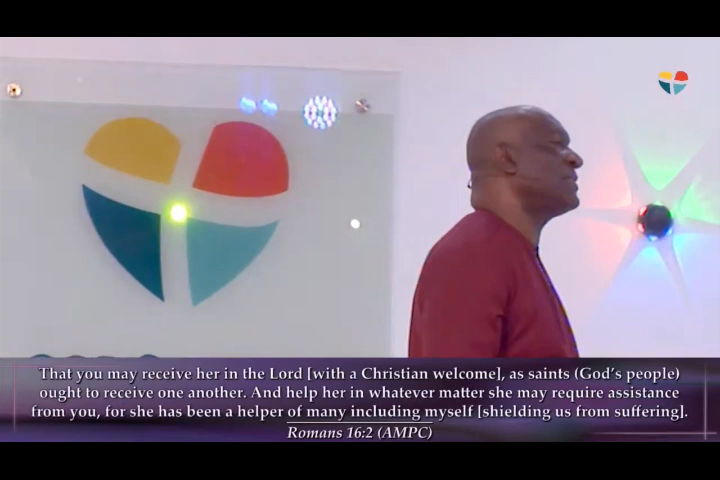 That you may receive her in the Lord [with a Christian welcome], as saints (God’s people)
ought to receive one another. And help her in whatever matter she may require assistance
from you, for she has been a helper of many including myself [shielding us from suffering].
Romans 16:2 (AMPC)